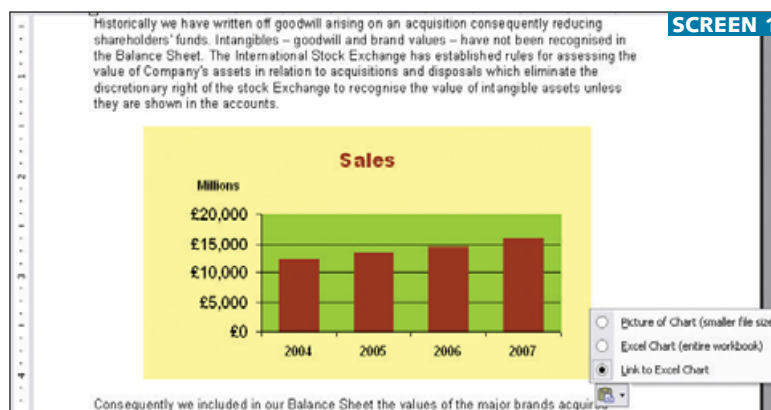 Historically we have written off goodwill arising on an acquisition consequently reducing
SCREEN 1
shareholders' funds. Intangibles – goodwill and brand values – have not been recognised in
the Balance Sheet. The International Stock Exchange has established rules for assessing the
value of Company's assets in relation to acquisitions and disposals which eliminate the
discretionary right of the stock Exchange to recognise the value of intangible assets unless
they are shown in the accounts.
Sales
Millions
£20,000
£15,000
£10,000
£5,000
£0
2004 2005 2006 2007
Picture of Chart (smaller file size
Excel Chart (entire workbook)
Link to Excel Chart
Consequently we included in our Balance Sheet the values of the major brands acquired